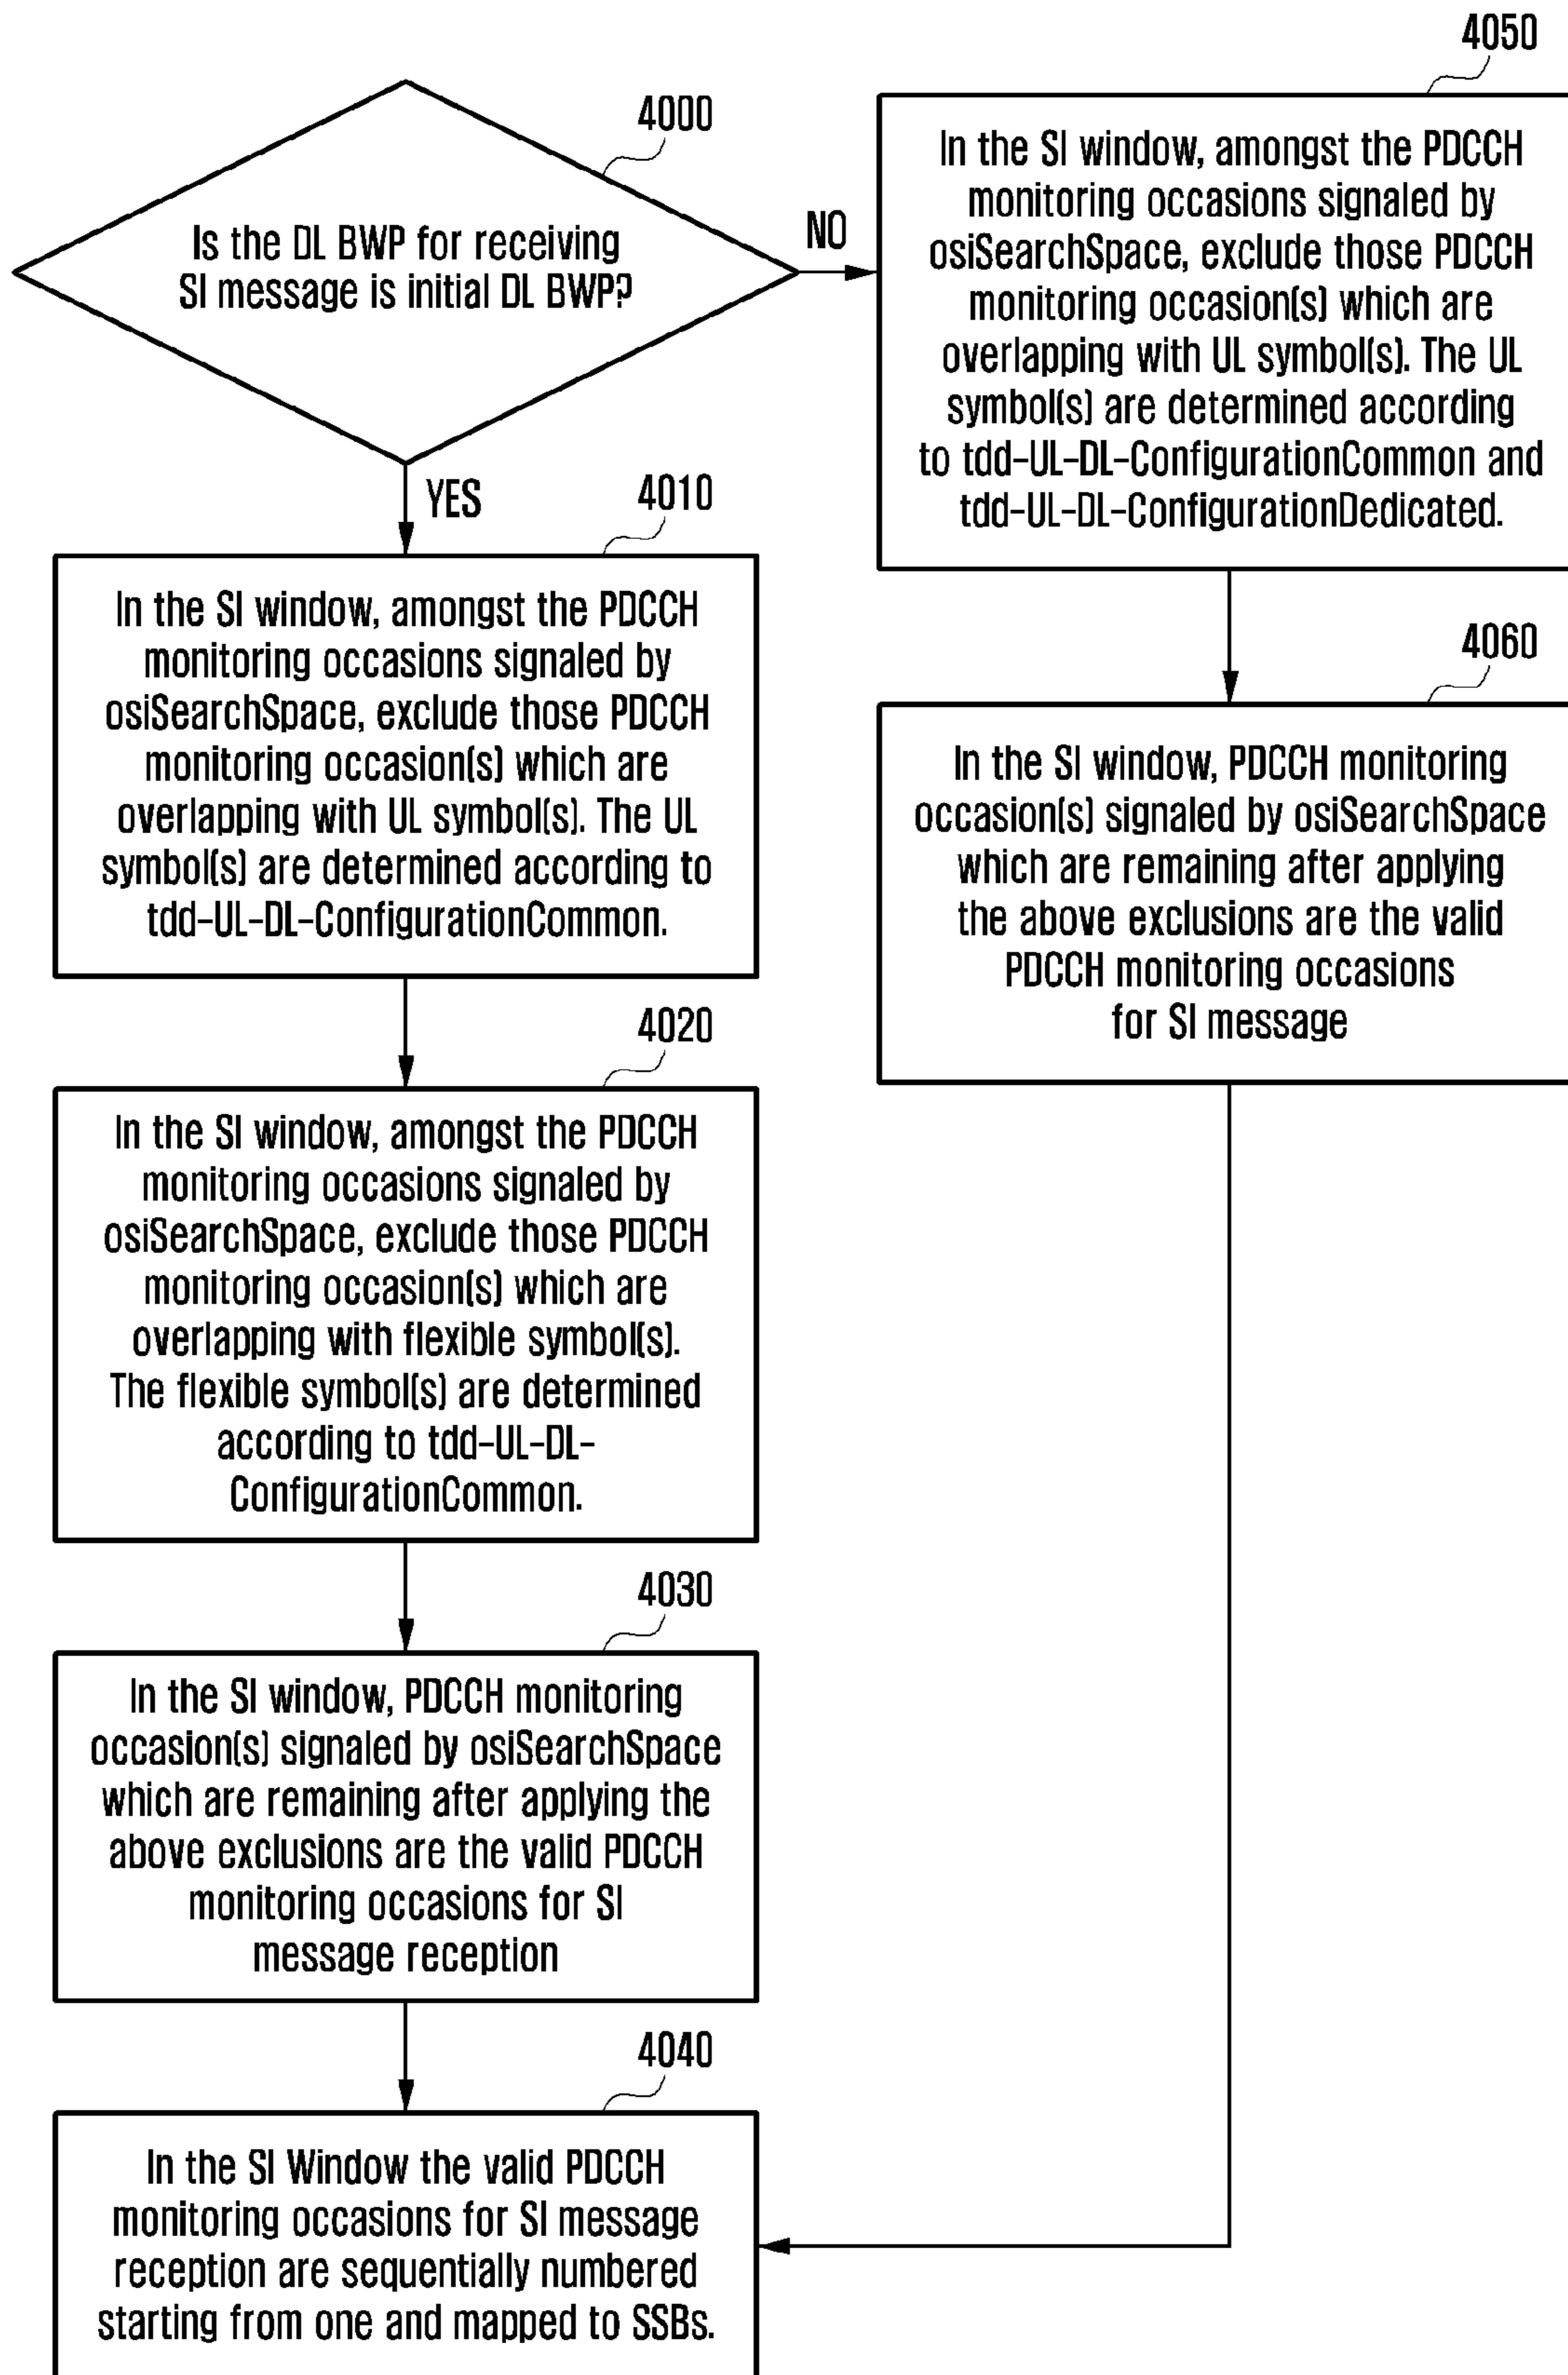 4000
Is the DL BWP for receiving
SI message is initial DL BWP?
NO
YES
4010
In the SI window, amongst the PDCCH
monitoring occasions signaled by
osiSearchSpace, exclude those PDCCH
monitoring occasion(s) which are
overlapping with UL symbol(s). The UL
symbol(s) are determined according to
tdd-UL-DL-ConfigurationCommon.
4020
In the SI window, amongst the PDCCH
monitoring occasions signaled by
osiSearchSpace, exclude those PDCCH
monitoring occasion(s) which are
overlapping with flexible symbol(s).
The flexible symbol(s) are determined
according to tdd-UL-DL-
ConfigurationCommon.
4030
In the SI window, PDCCH monitoring
occasion(s) signaled by osiSearchSpace
which are remaining after applying the
above exclusions are the valid PDCCH
monitoring occasions for SI
message reception
4040
In the SI Window the valid PDCCH
monitoring occasions for SI message
reception are sequentially numbered
starting from one and mapped to SSBs.
4050
In the SI window, amongst the PDCCH
monitoring occasions signaled by
osiSearchSpace, exclude those PDCCH
monitoring occasion(s) which are
overlapping with UL symbol(s). The UL
symbol(s) are determined according
to tdd-UL-DL-ConfigurationCommon and
tdd-UL-DL-ConfigurationDedicated.
4060
In the SI window, PDCCH monitoring
occasion(s) signaled by osiSearchSpace
which are remaining after applying
the above exclusions are the valid
PDCCH monitoring occasions
for SI message